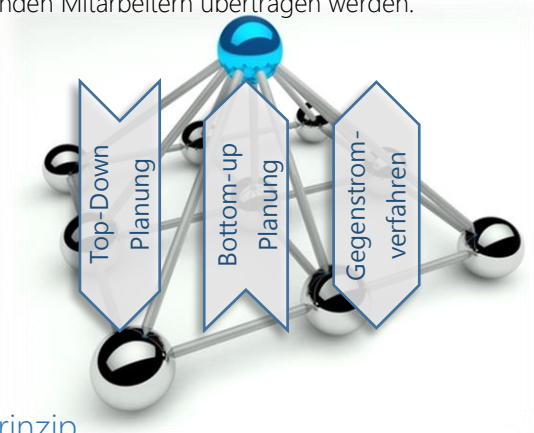 nden Mitarbeitern übertragen werden.
Top-Down
Planung
Bottom-up
Planung
Gegenstrom-
verfahren
rinzip